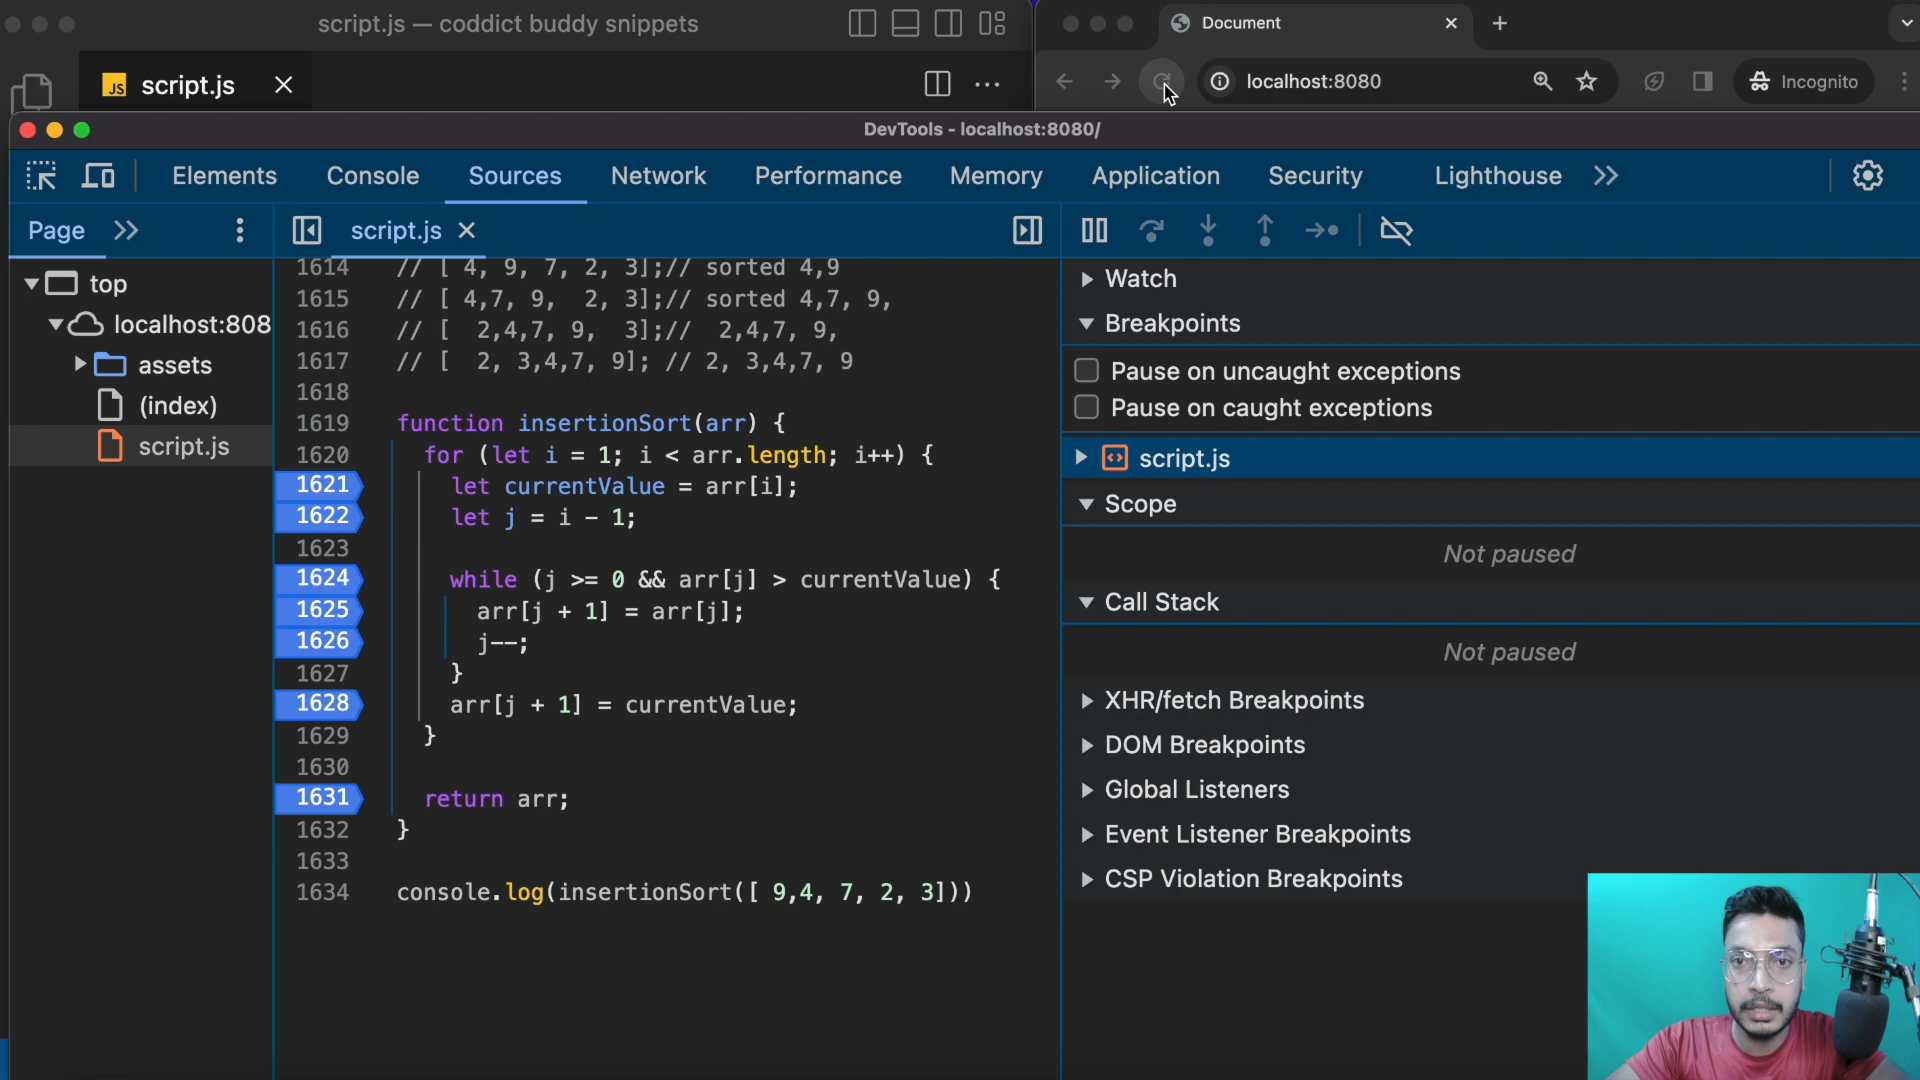 script.js — coddict buddy snippets
Document
JS script.js
localhost:8080
Incognito
DevTools - localhost:8080/
Elements Console Sources Network Performance Memory Application Security Lighthouse
Page
script.js
top
localhost:808
assets
(index)
script.js
1614 // [ 4, 9, 7, 2, 3];// sorted 4,9
1615 // [ 4,7, 9,  2, 3];// sorted 4,7, 9,
1616 // [  2,4,7, 9,  3];//  2,4,7, 9,
1617 // [  2, 3,4,7, 9]; // 2, 3,4,7, 9
1618
1619 function insertionSort(arr) {
1620 for (let i = 1; i < arr.length; i++) {
1621 let currentValue = arr[i];
1622 let j = i - 1;
1623
1624 while (j >= 0 && arr[j] > currentValue) {
1625 arr[j + 1] = arr[j];
1626 j--;
1627 }
1628 arr[j + 1] = currentValue;
1629 }
1630
1631 return arr;
1632 }
1633
1634 console.log(insertionSort([ 9,4, 7, 2, 3]))
Watch
Breakpoints
Pause on uncaught exceptions
Pause on caught exceptions
script.js
Scope
Not paused
Call Stack
Not paused
XHR/fetch Breakpoints
DOM Breakpoints
Global Listeners
Event Listener Breakpoints
CSP Violation Breakpoints